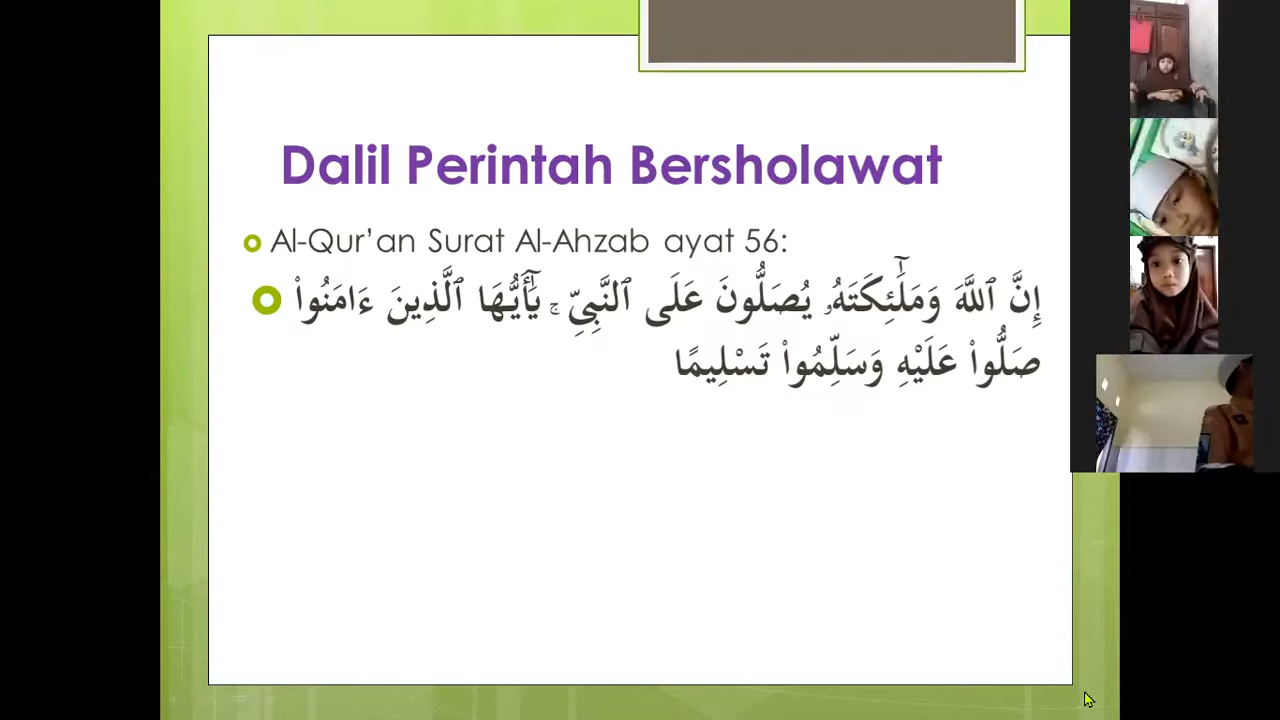 Dalil Perintah Bersholawat
Al-Qur’an Surat Al-Ahzab ayat 56:
إِنَّ ٱللَّهَ وَمَلَٰٓئِكَتَهُۥ يُصَلُّونَ عَلَى ٱلنَّبِىِّ ۚ يَٰٓأَيُّهَا ٱلَّذِينَ ءَامَنُوا۟
صَلُّوا۟ عَلَيْهِ وَسَلِّمُوا۟ تَسْلِيمًا